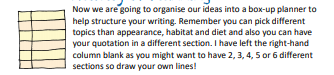 Now we are going to organise our ideas into a box-up planner to
help structure your writing. Remember you can pick different
topics than appearance, habitat and diet and also you can have
your quotation in a different section. I have left the right-hand
column blank as you might want to have 2, 3, 4, 5 or 6 different
sections so draw your own lines!